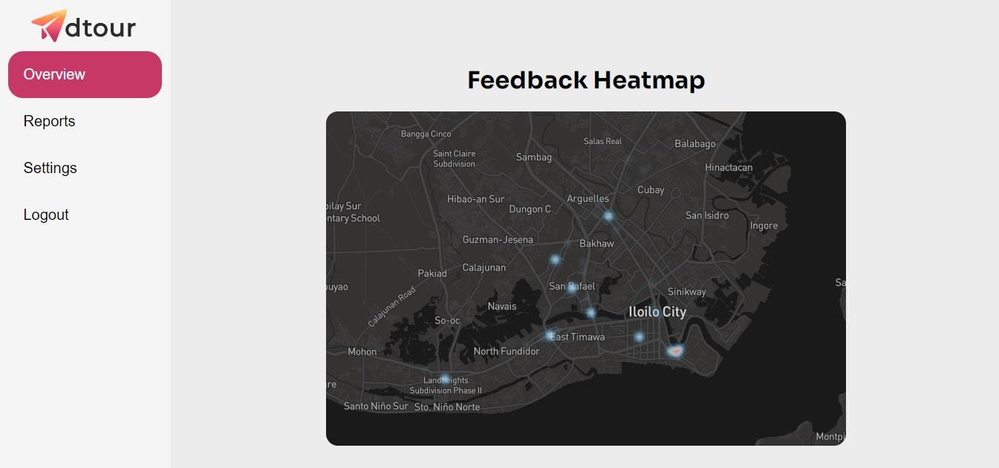 dtour
Overview
Reports
Settings
Logout
Feedback Heatmap
Bangga Cinco
Salas Real
Balabago
Saint Claire
Subdivision
Sambag
Hinactacan
Cubay
Hibao-an Sur
Arguelles
pilay Sur
ntary School
Dungon C
San Isidro
Ingore
Guzman-Jesena
Bakhaw
Calajunan
Pakiad
Sa
ouyao
San Rafael
Sinikway
Calajunan Road
Navais
Iloilo City
So-oc
East Timawa
Mohon
North Fundidor
Landheights
Subdivision Phase II
re
Santo Niño Sur
Sto. Niño Norte
Montpi